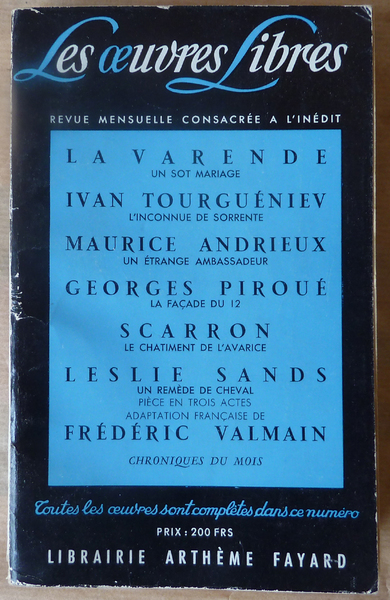 Les œuvres Libres
REVUE MENSUELLE CONSACRÉE A L'INÉDIT
LA VARENDE
UN SOT MARIAGE
IVAN TOURGUÉNIEV
L'INCONNUE DE SORRENTE
MAURICE ANDRIEUX
UN ÉTRANGE AMBASSADEUR
GEORGES PIROUÉ
LA FAÇADE DU 12
SCARRON
LE CHATIMENT DE L'AVARICE
LESLIE SANDS
UN REMÈDE DE CHEVAL
PIÈCE EN TROIS ACTES
ADAPTATION FRANÇAISE DE
FRÉDÉRIC VALMAIN
CHRONIQUES DU MOIS
Toutes les œuvres sont complètes dans ce numéro
PRIX : 200 FRS
LIBRAIRIE ARTHÈME FAYARD